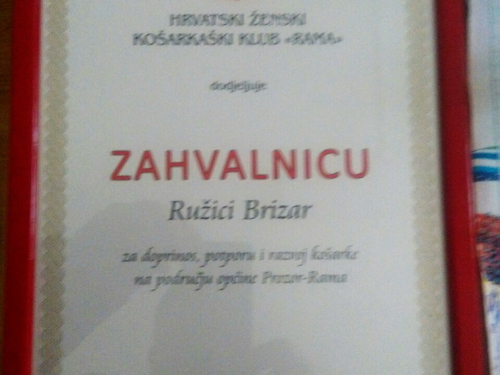 HRVATSKI ŽENSKI
KOŠARKAŠKI KLUB «RAMA»
dodjeljuje
ZAHVALNICU
Ružici Brizar
za doprinos, potporu i razvoj košarke
na području općine Prozor-Rama